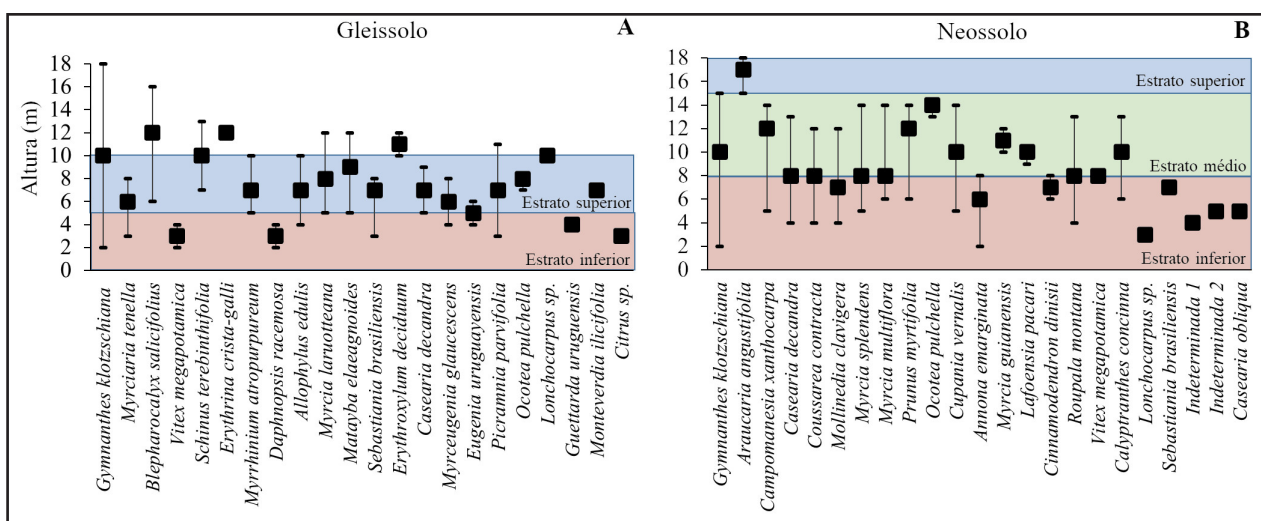 Gleissolo
A
Altura (m)
18
16
14
12
10
8
6
4
2
0
Estrato superior
Estrato inferior
Gymnanthes klotzschiana
Myrciaria tenella
Blepharocalyx salicifolius
Vitex megapotamica
Schinus terebinthifolia
Erythrina crista-galli
Myrrhinium atropurpureum
Daphnopsis racemosa
Allophylus edulis
Myrcia laruotteana
Matayba elaeagnoides
Sebastiania brasiliensis
Erythroxylum decidum
Casearia decandra
Myrceugenia glaucescens
Eugenia uruguayensis
Picramia parvifolia
Ocotea pulchella
Lonchocarpus sp.
Guettarda uruguensis
Monteverdia ilicifolia
Citrus sp.
Neossolo
B
18
16
14
12
10
8
6
4
2
0
Estrato superior
Estrato médio
Estrato inferior
Gymnanthes klotzschiana
Araucaria angustifolia
Campomanesia xanthocarpa
Casearia decandra
Coussarea contracta
Molinedia clavigera
Myrcia splendens
Myrcia multiflora
Prunus myrtifolia
Ocotea pulchella
Cupania vernalis
Annona emarginata
Myrcia guianensis
Lafoensia pacari
Cinnamodendron dinisii
Roupala montana
Vitex megapotamica
Calyptranthes concinna
Lonchocarpus sp.
Sebastiania brasiliensis
Indeterminada 1
Indeterminada 2
Casearia obliqua